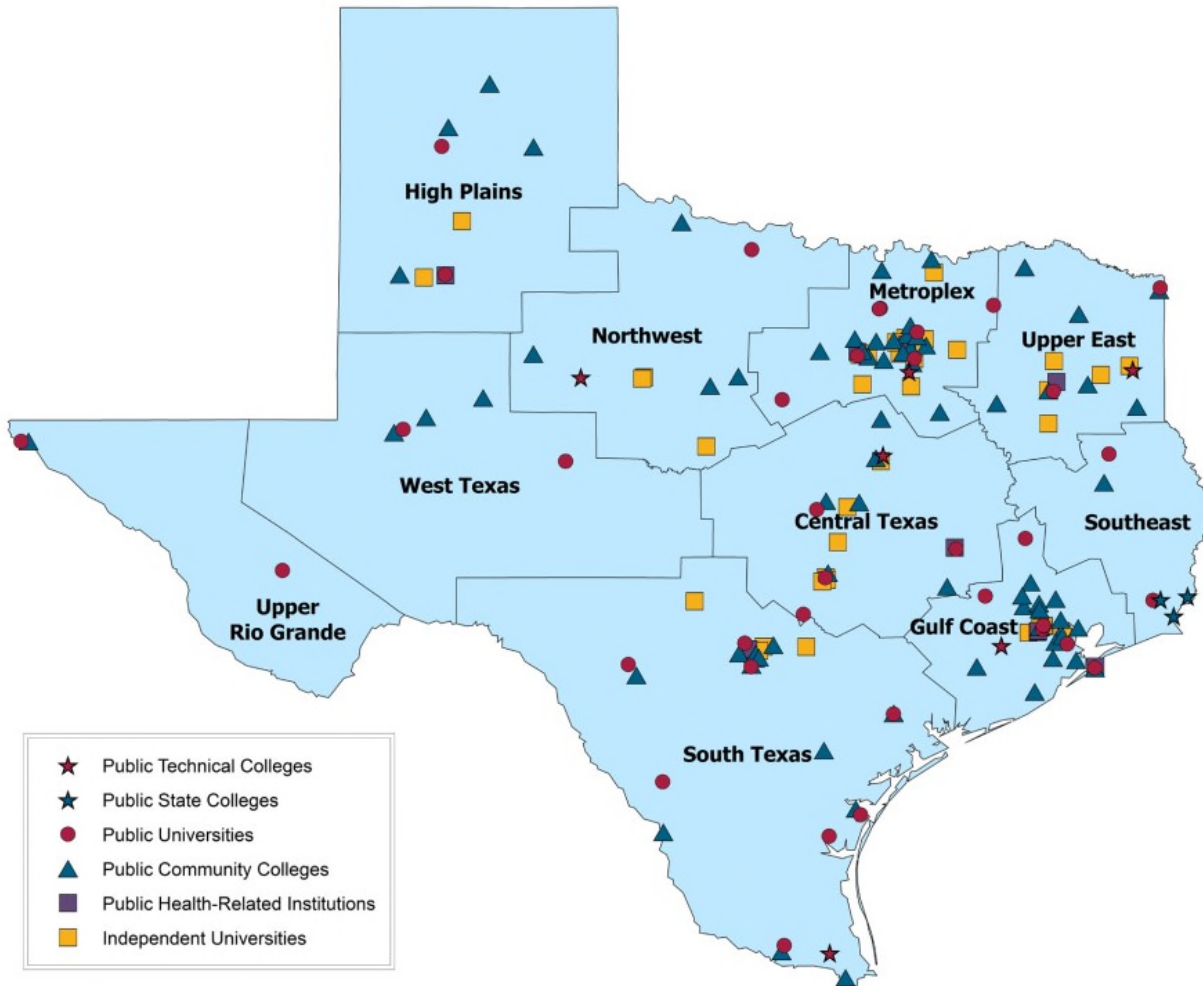 High Plains
Metroplex
Northwest
Upper East
West Texas
Central Texas
Southeast
Upper
Rio Grande
Gulf Coast
South Texas
Public Technical Colleges
Public State Colleges
Public Universities
Public Community Colleges
Public Health-Related Institutions
Independent Universities